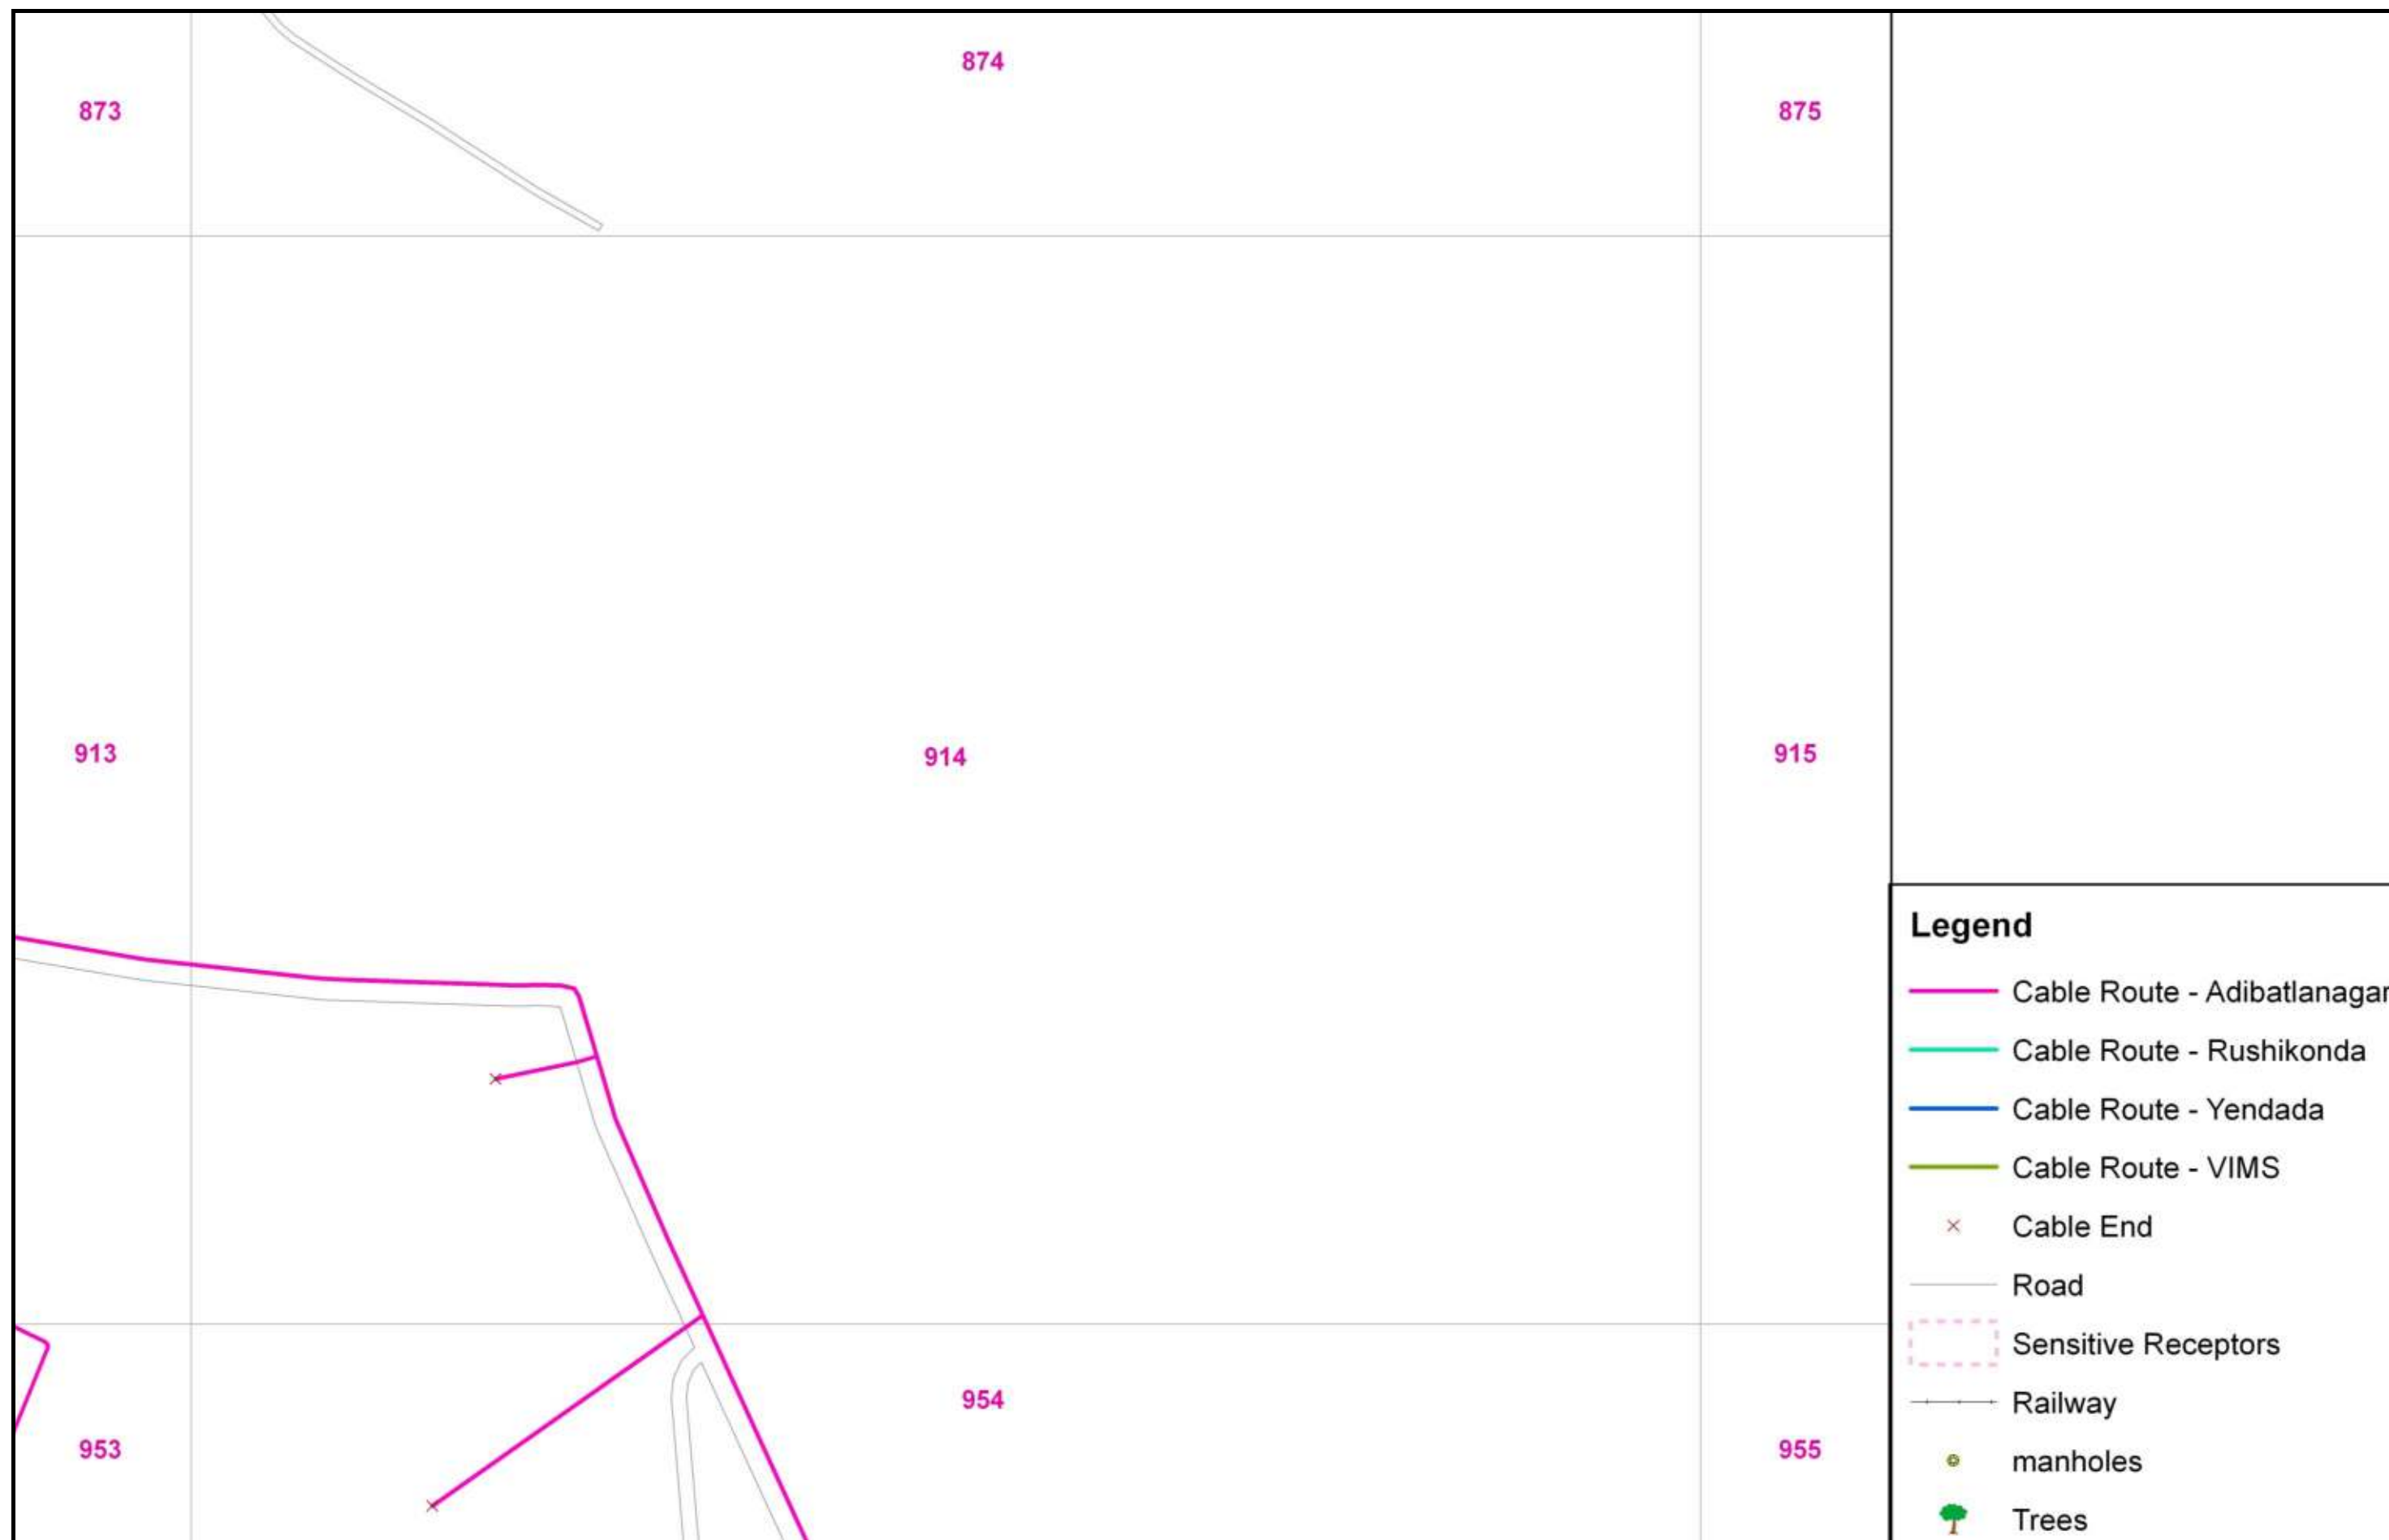 874
873
875
913
914
915
954
953
955
Legend
Cable Route - Adibatlanagar
Cable Route - Rushikonda
Cable Route - Yendada
Cable Route - VIMS
Cable End
Road
Sensitive Receptors
Railway
manholes
Trees